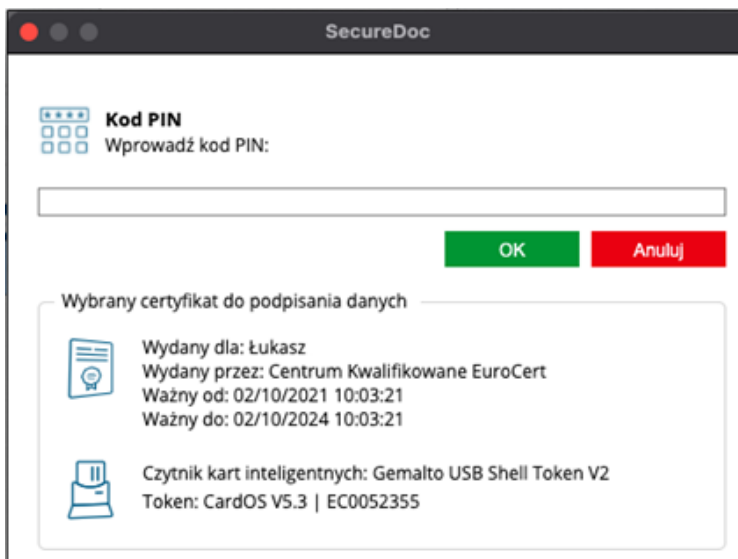 SecureDoc
Kod PIN
Wprowadź kod PIN:
OK
Anuluj
Wybrany certyfikat do podpisania danych
Wydany dla: Łukasz
Wydany przez: Centrum Kwalifikowane EuroCert
Ważny od: 02/10/2021 10:03:21
Ważny do: 02/10/2024 10:03:21
Czytnik kart inteligentnych: Gemalto USB Shell Token V2
Token: CardOS V5.3 | EC0052355